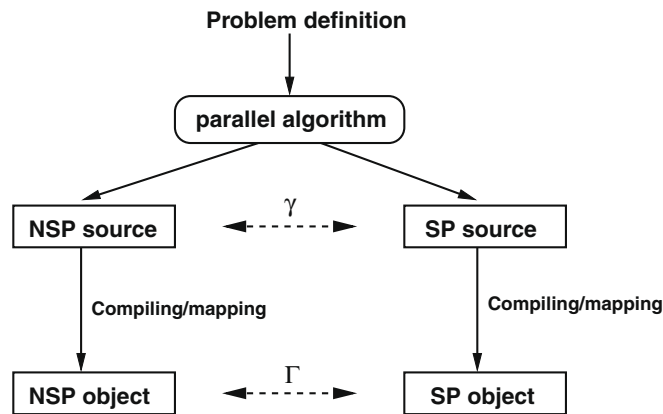 Problem definition
parallel algorithm
NSP source
γ
SP source
Compiling/mapping
Compiling/mapping
NSP object
Γ
SP object